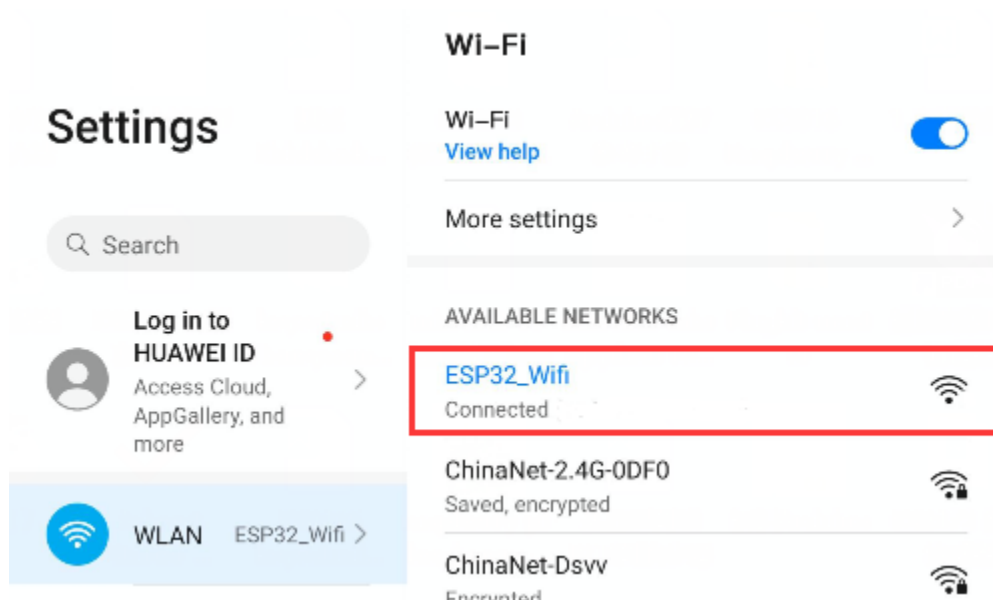 Settings
Search
Log in to
HUAWEI ID
Access Cloud,
AppGallery, and
more
WLAN ESP32_Wifi
Wi-Fi
Wi-Fi
View help
More settings
AVAILABLE NETWORKS
ESP32_Wifi
Connected
ChinaNet-2.4G-0DF0
Saved, encrypted
ChinaNet-Dsvv
Encrypted